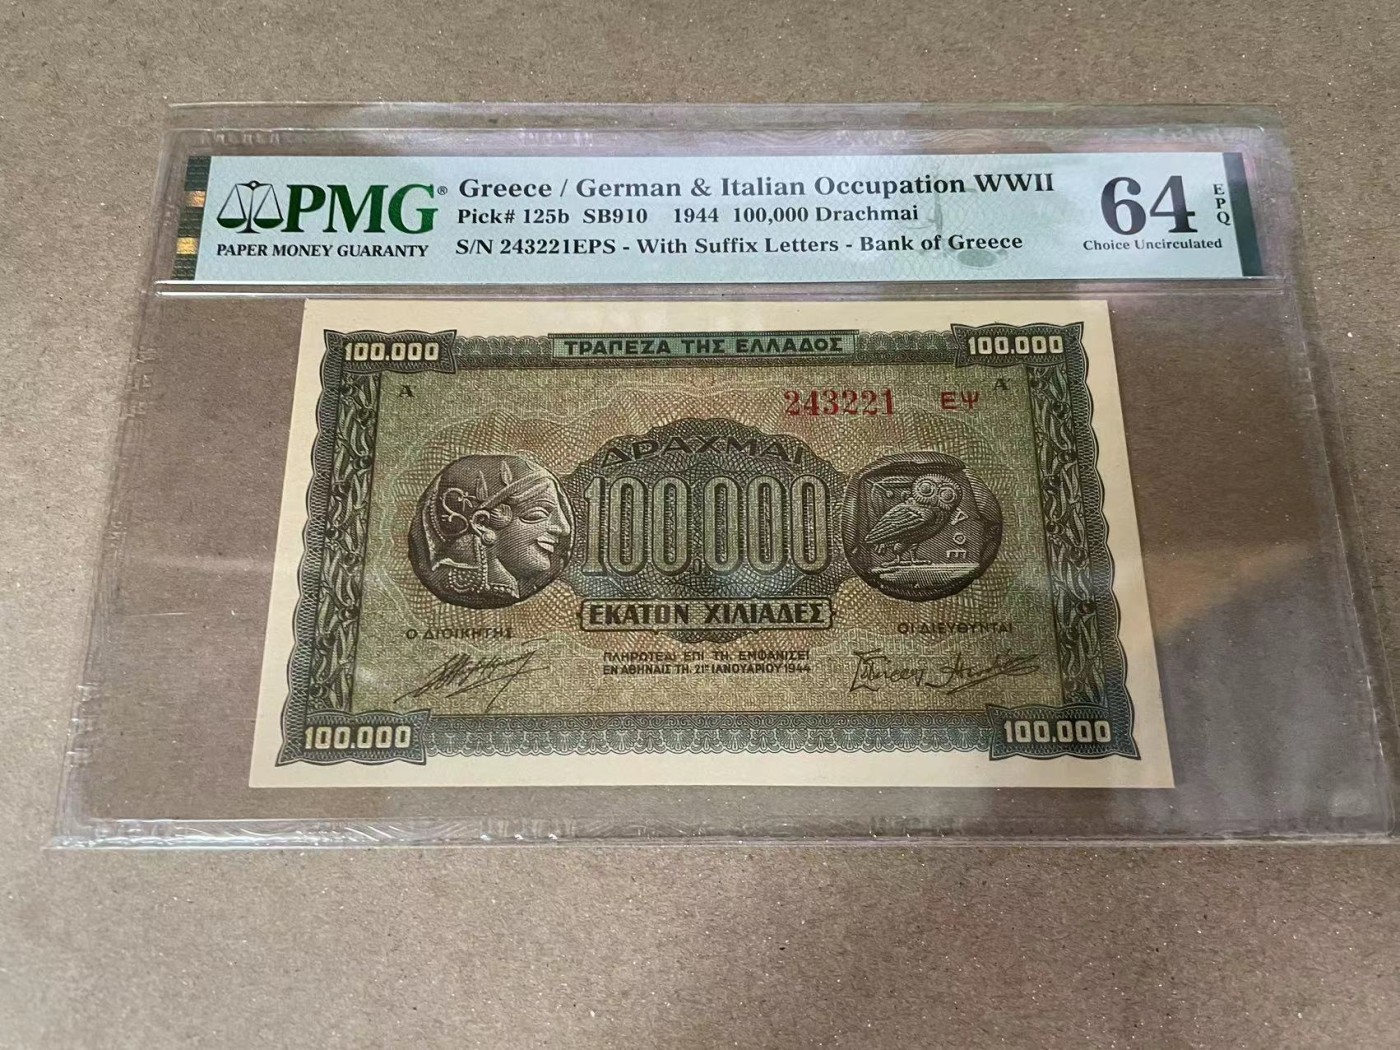 PMG®
PAPER MONEY GUARANTY
Greece / German & Italian Occupation WWII
Pick# 125b SB910 1944 100,000 Drachmai
S/N 243221EPS - With Suffix Letters - Bank of Greece
64
EPQ
Choice Uncirculated
100.000
ΤΡΑΠΕΖΑ ΤΗΣ ΕΛΛΑΔΟΣ
100.000
Α
Α
243221 ΕΨ
ΔΡΑΧΜΑΙ
100.000
ΑΘΕ
ΕΚΑΤΟΝ ΧΙΛΙΑΔΕΣ
Ο ΔΙΟΙΚΗΤΗΣ
ΟΙ ΔΙΕΥΘΥΝΤΑΙ
ΠΛΗΡΩΤΕΑΙ ΕΠΙ ΤΗ ΕΜΦΑΝΙΣΕΙ
ΕΝ ΑΘΗΝΑΙΣ ΤΗ. 21ῃ ΙΑΝΟΥΑΡΙΟΥ 1944
100.000
100.000